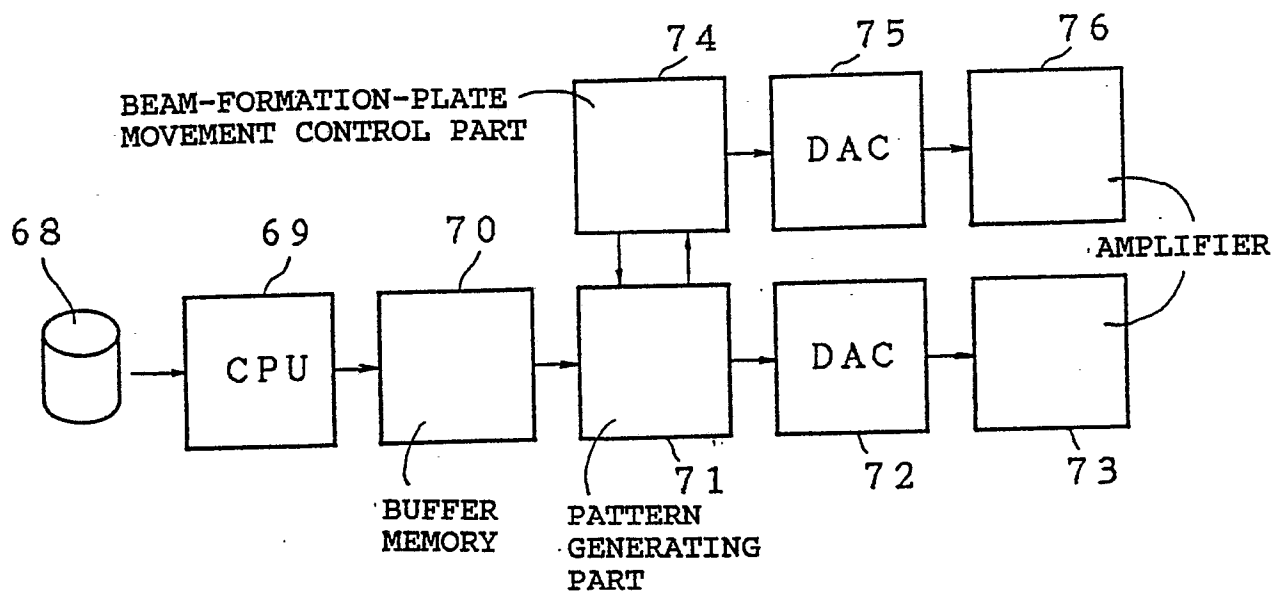 74
75
76
BEAM-FORMATION-PLATE
MOVEMENT CONTROL PART
DAC
68
69
70
AMPLIFIER
CPU
DAC
71
72
73
BUFFER
MEMORY
PATTERN
GENERATING
PART